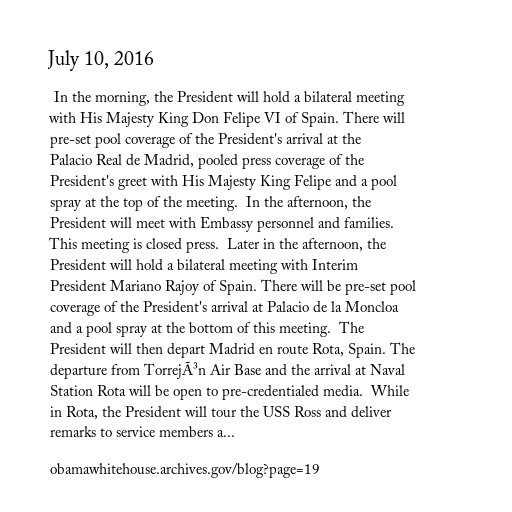 July 10, 2016
In the morning, the President will hold a bilateral meeting
with His Majesty King Don Felipe VI of Spain. There will
pre-set pool coverage of the President's arrival at the
Palacio Real de Madrid, pooled press coverage of the
President's greet with His Majesty King Felipe and a pool
spray at the top of the meeting.  In the afternoon, the
President will meet with Embassy personnel and families.
This meeting is closed press.  Later in the afternoon, the
President will hold a bilateral meeting with Interim
President Mariano Rajoy of Spain. There will be pre-set pool
coverage of the President's arrival at Palacio de la Moncloa
and a pool spray at the bottom of this meeting.  The
President will then depart Madrid en route Rota, Spain. The
departure from TorrejÃ³n Air Base and the arrival at Naval
Station Rota will be open to pre-credentialed media.  While
in Rota, the President will tour the USS Ross and deliver
remarks to service members a...
obamawhitehouse.archives.gov/blog?page=19